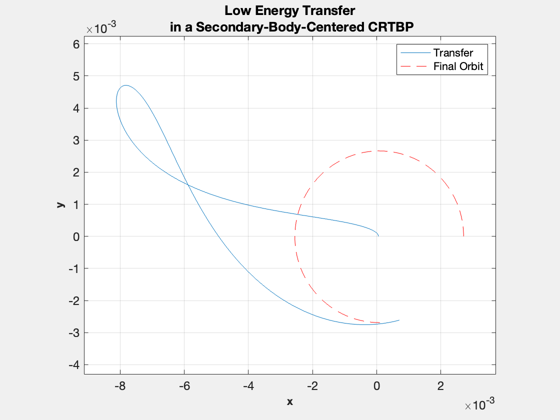 Low Energy Transfer
in a Secondary-Body-Centered CRTBP
×10⁻³
Transfer
Final Orbit
6
5
4
3
2
1
0
-1
-2
-3
-4
y
-8 -6 -4 -2 0 2
x
×10⁻³